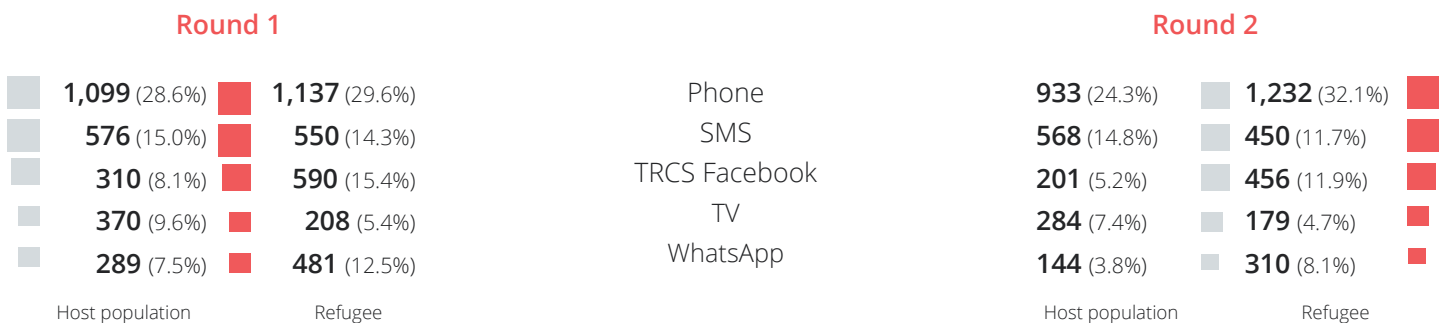 Round 1 Round 2
1,099 (28.6%) 1,137 (29.6%) Phone 933 (24.3%) 1,232 (32.1%)
576 (15.0%) 550 (14.3%) SMS 568 (14.8%) 450 (11.7%)
310 (8.1%) 590 (15.4%) TRCS Facebook 201 (5.2%) 456 (11.9%)
370 (9.6%) 208 (5.4%) TV 284 (7.4%) 179 (4.7%)
289 (7.5%) 481 (12.5%) WhatsApp 144 (3.8%) 310 (8.1%)
Host population Refugee Host population Refugee